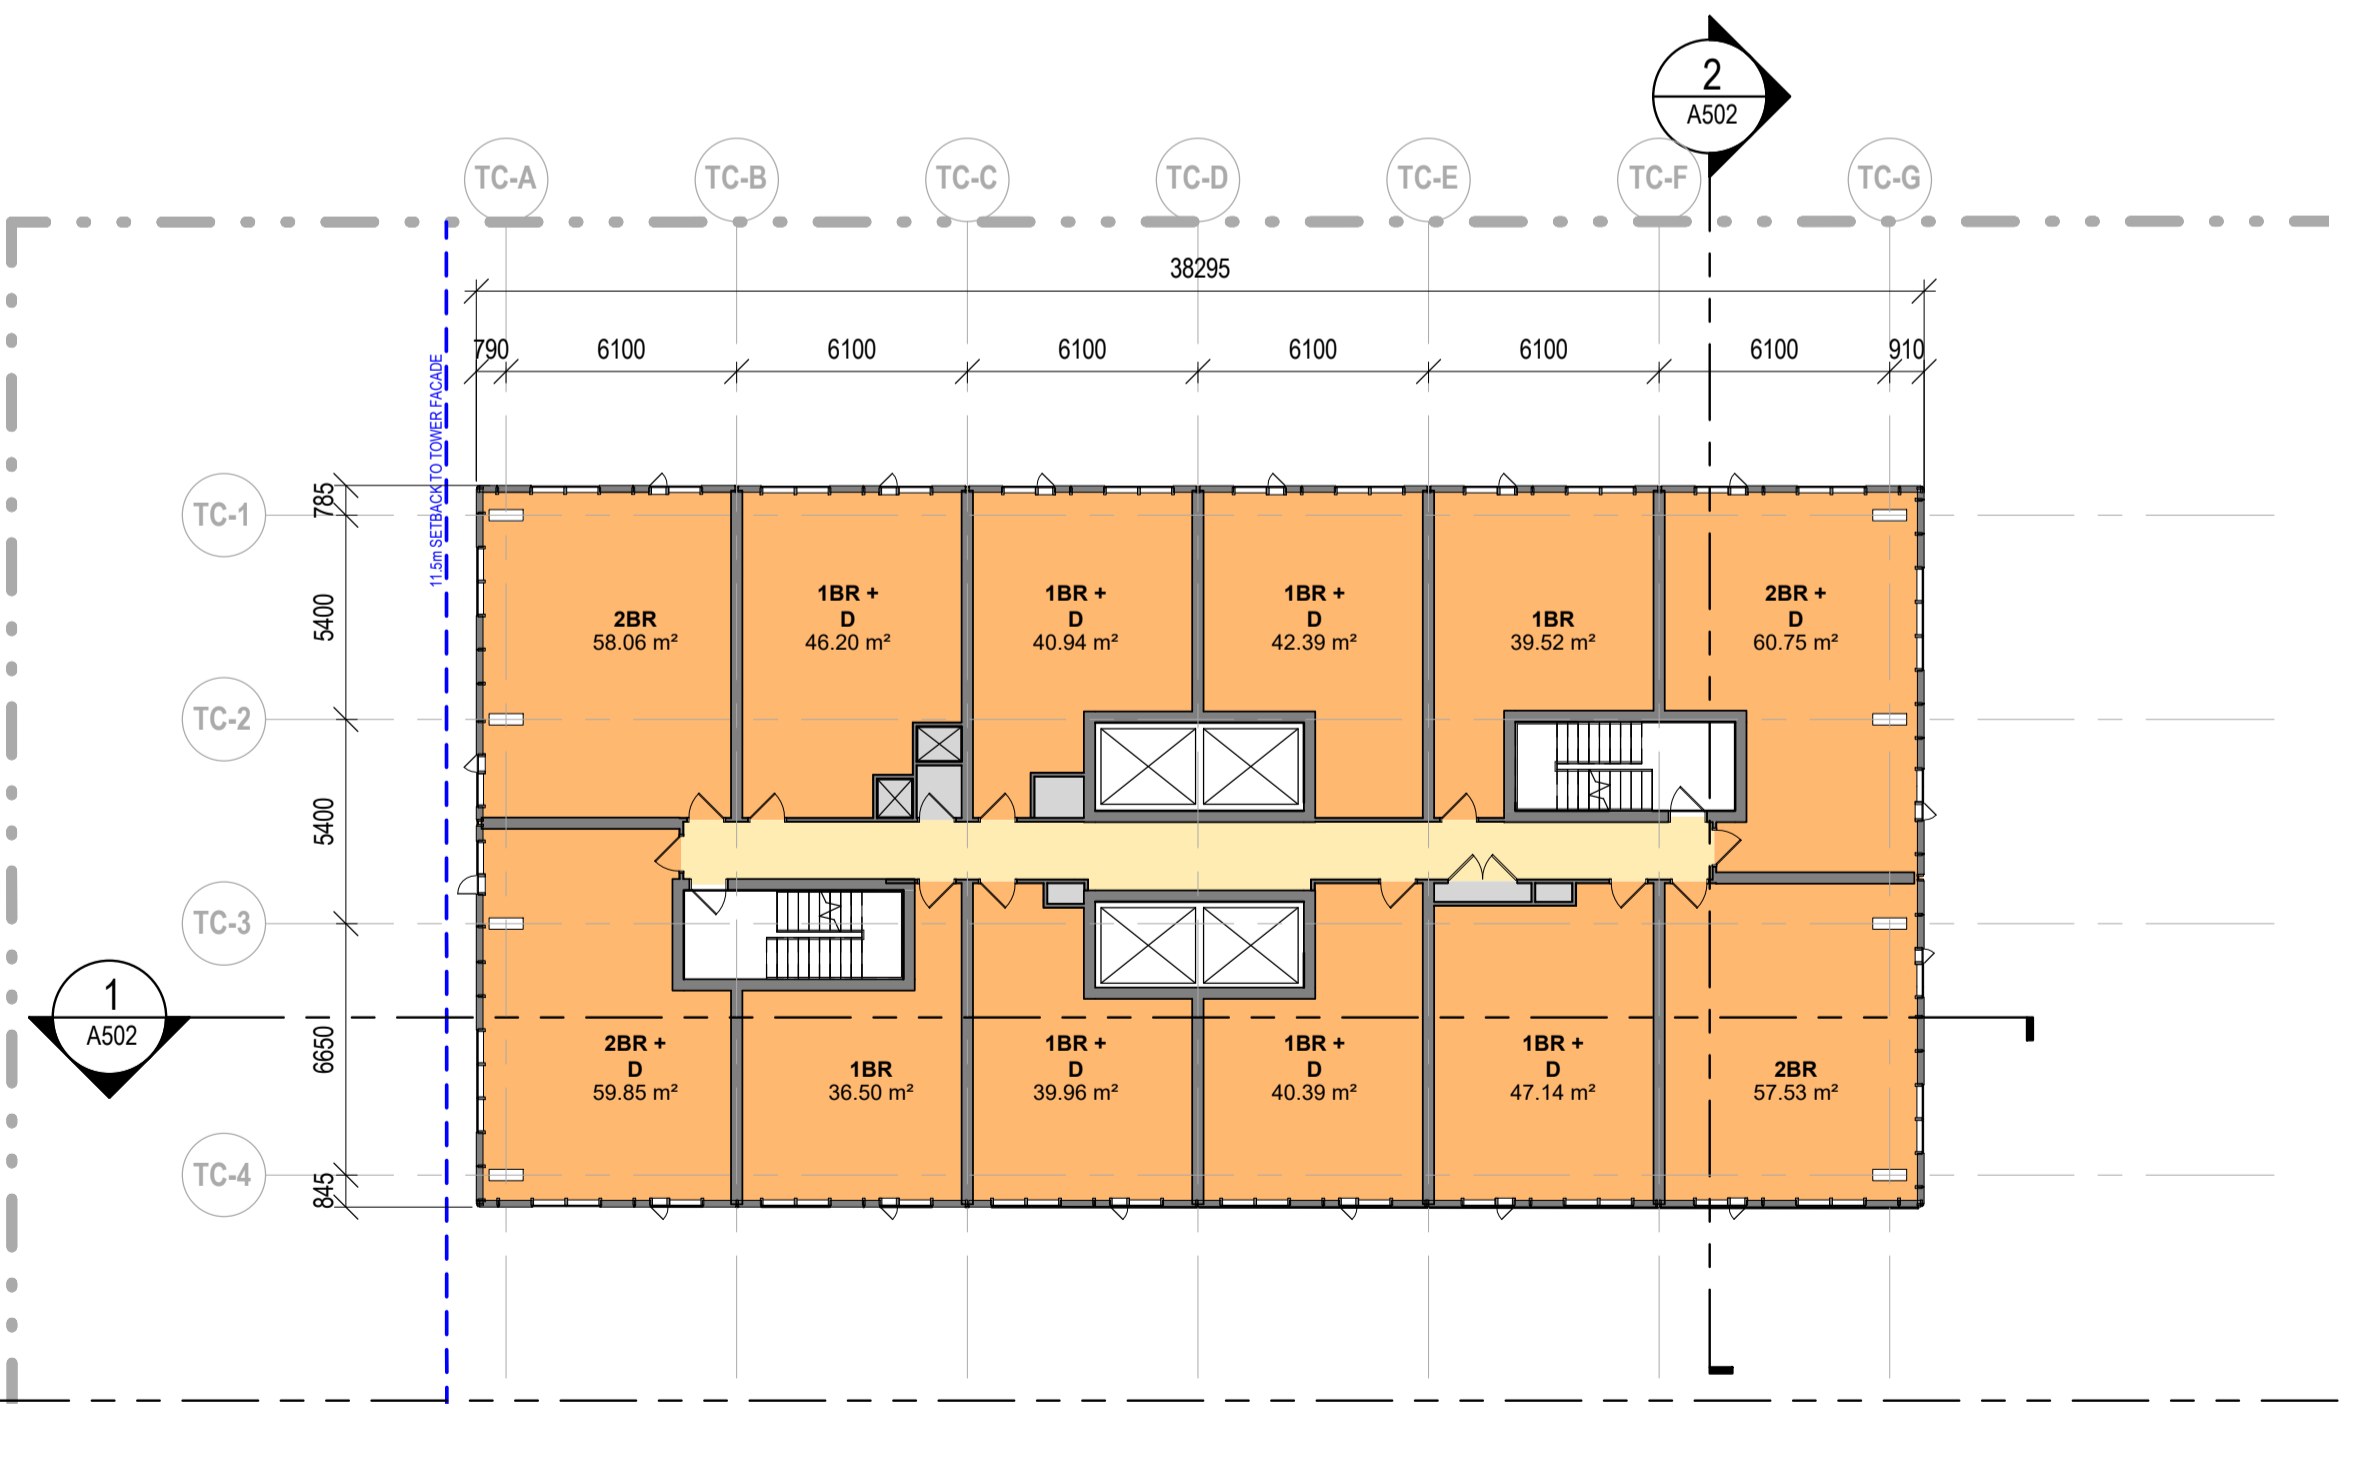 2
A502
TC-A
TC-B
TC-C
TC-D
TC-E
TC-F
TC-G
38295
790
6100
6100
6100
6100
6100
6100
910
11.5m SETBACK TO TOWER FACADE
785
5400
5400
6650
845
TC-1
TC-2
TC-3
TC-4
2BR
58.06 m²
1BR +
D
46.20 m²
1BR +
D
40.94 m²
1BR +
D
42.39 m²
1BR
39.52 m²
2BR +
D
60.75 m²
1
A502
2BR +
D
59.85 m²
1BR
36.50 m²
1BR +
D
39.96 m²
1BR +
D
40.39 m²
1BR +
D
47.14 m²
2BR
57.53 m²